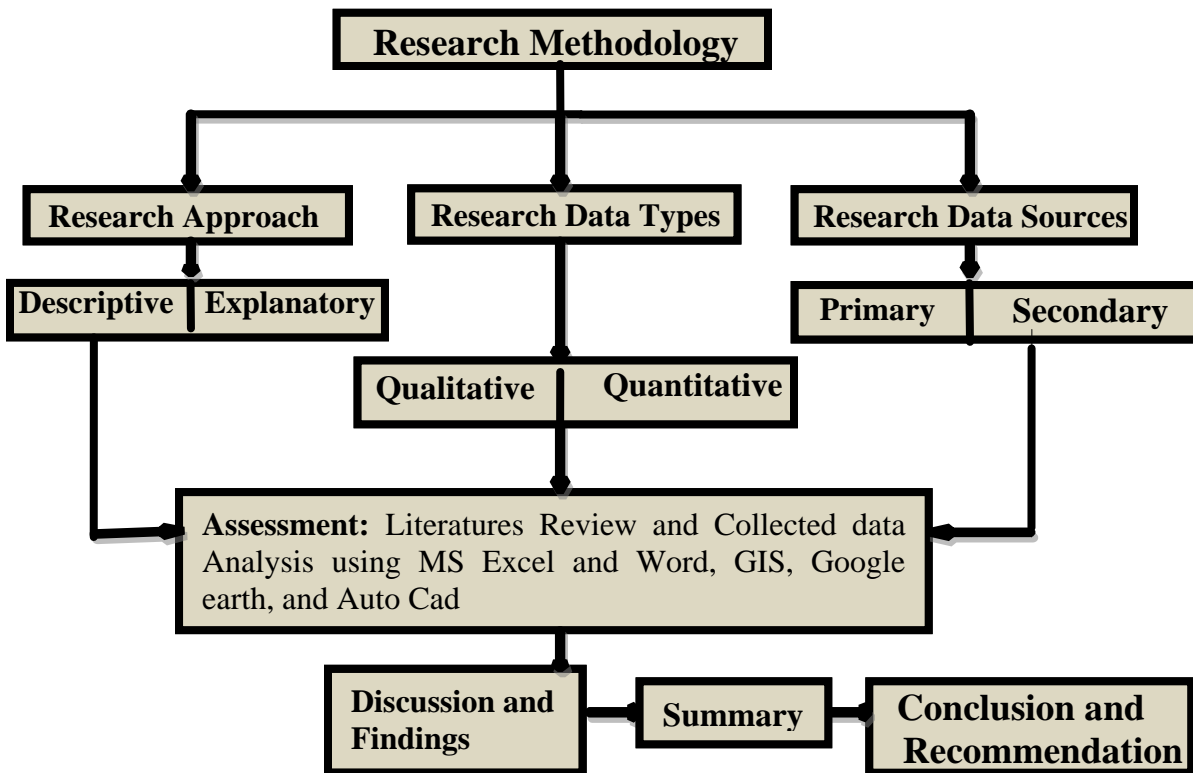 Research Methodology
Research Approach
Research Data Types
Research Data Sources
Descriptive
Explanatory
Primary
Secondary
Qualitative
Quantitative
Assessment: Literatures Review and Collected data
Analysis using MS Excel and Word, GIS, Google
earth, and Auto Cad
Discussion and
Findings
Summary
Conclusion and
Recommendation